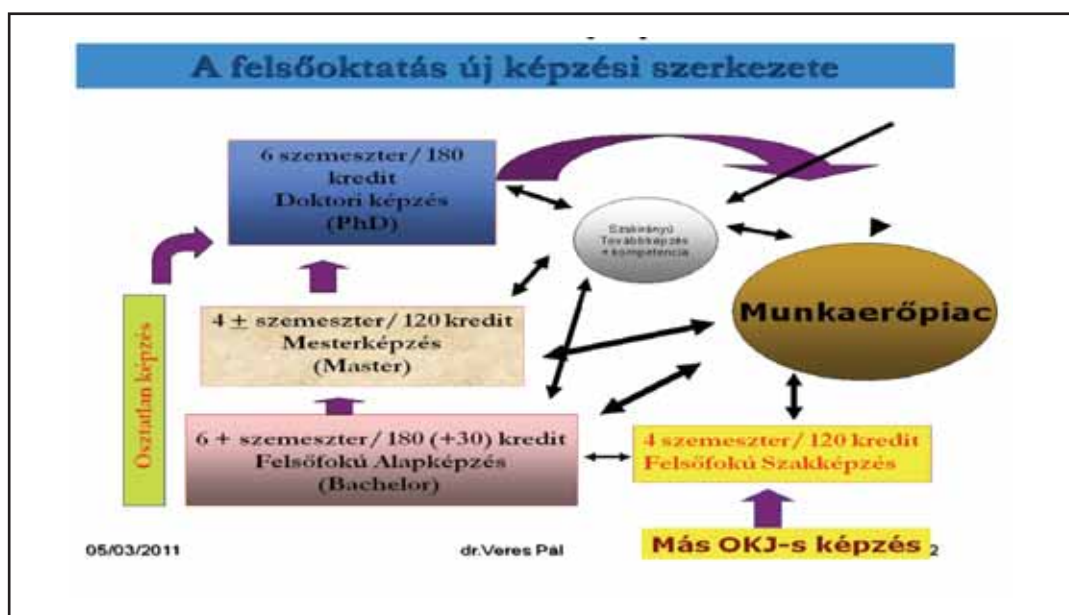 A felsőoktatás új képzési szerkezete
6 szemeszter / 180
kredit
Doktori képzés
(PhD)
Szakirányú
Továbbképzés
+ kompetencia
Munkaerőpiac
Osztatlan képzés
4 ± szemeszter/120 kredit
Mesterképzés
(Master)
6 + szemeszter/180 (+30) kredit
Felsőfokú Alapképzés
(Bachelor)
4 szemeszter/120 kredit
Felsőfokú Szakképzés
Más OKJ-s képzés
05/03/2011
dr.Veres Pál
2